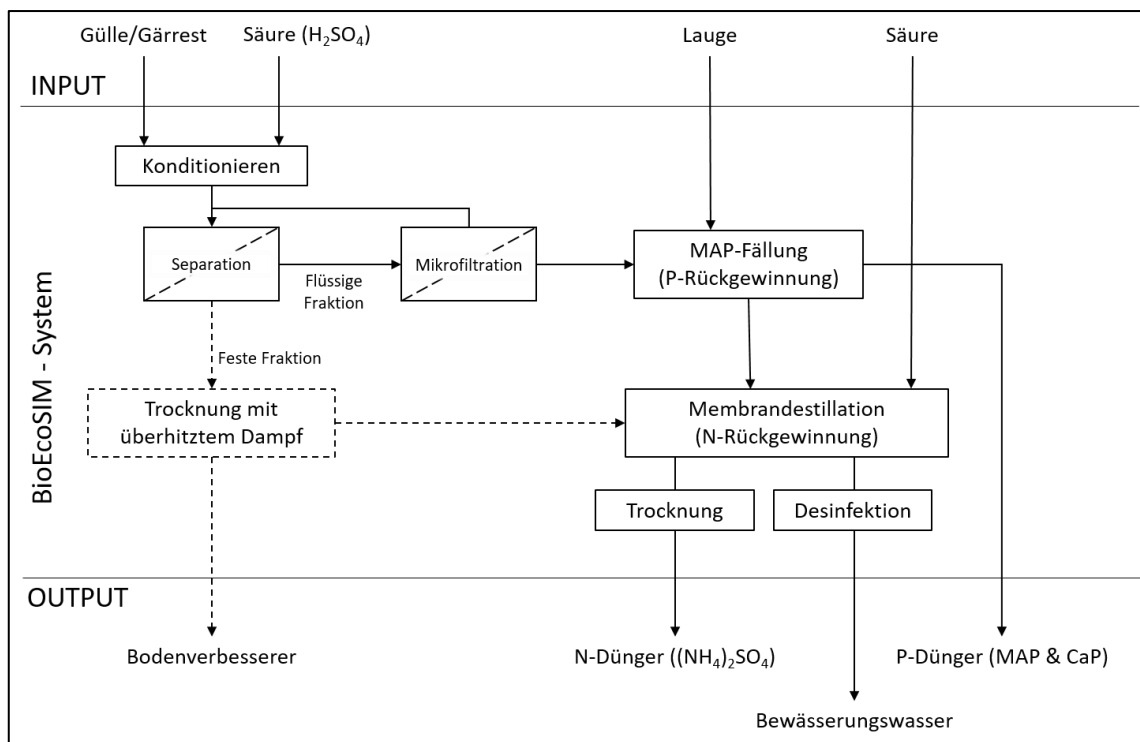 Gülle/Gärrest
Säure (H₂SO₄)
Lauge
Säure
INPUT
Konditionieren
Separation
Flüssige
Fraktion
Mikrofiltration
MAP-Fällung
(P-Rückgewinnung)
BioEcoSIM - System
Feste Fraktion
Trocknung mit
überhitztem Dampf
Membrandestillation
(N-Rückgewinnung)
Trocknung
Desinfektion
OUTPUT
Bodenverbesserer
N-Dünger ((NH₄)₂SO₄)
P-Dünger (MAP & CaP)
Bewässerungswasser